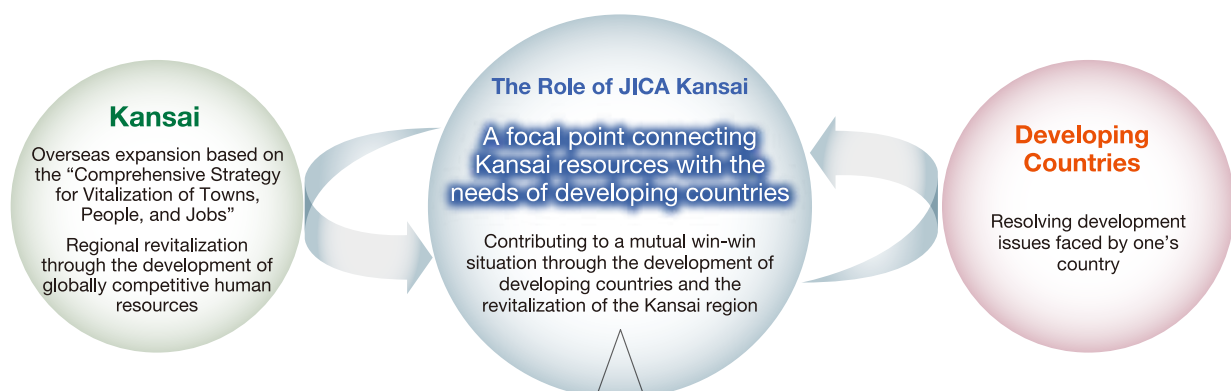 Kansai
Overseas expansion based on
the “Comprehensive Strategy
for Vitalization of Towns,
People, and Jobs”
Regional revitalization
through the development of
globally competitive human
resources
The Role of JICA Kansai
A focal point connecting
Kansai resources with the
needs of developing countries
Contributing to a mutual win-win
situation through the development of
developing countries and the
revitalization of the Kansai region
Developing
Countries
Resolving development
issues faced by one’s
country